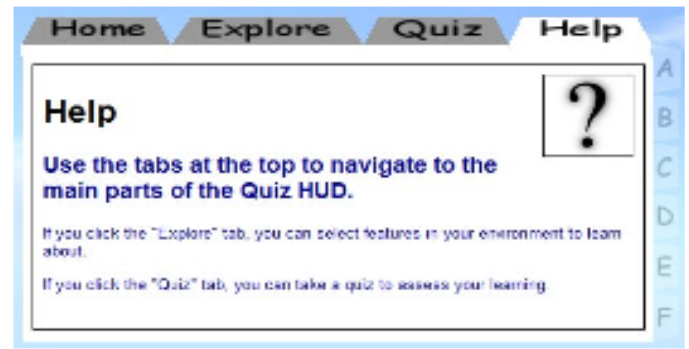 Home Explore Quiz Help
Help
?
Use the tabs at the top to navigate to the
main parts of the Quiz HUD.
If you click the "Explore" tab, you can select features in your environment to learn
about.
If you click the "Quiz" tab, you can take a quiz to assess your learning.
A
B
C
D
E
F